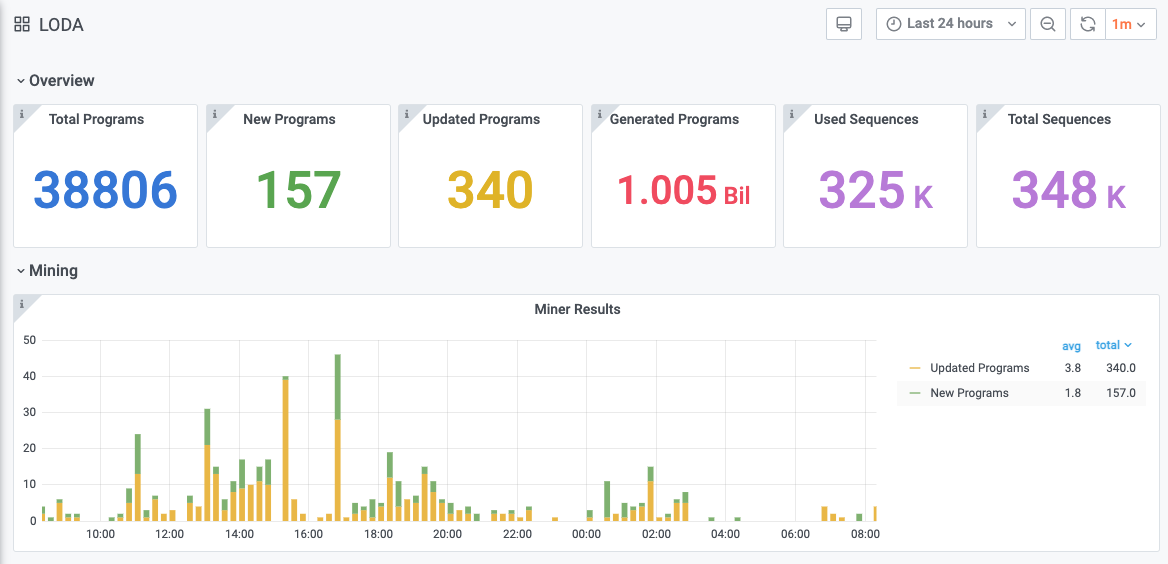 LODA
Last 24 hours
1m
Overview
i Total Programs
i New Programs
i Updated Programs
i Generated Programs
i Used Sequences
i Total Sequences
38806
157
340
1.005 Bil
325 K
348 K
Mining
i
Miner Results
50
40
30
20
10
0
10:00 12:00 14:00 16:00 18:00 20:00 22:00 00:00 02:00 04:00 06:00 08:00
avg total
Updated Programs 3.8 340.0
New Programs 1.8 157.0